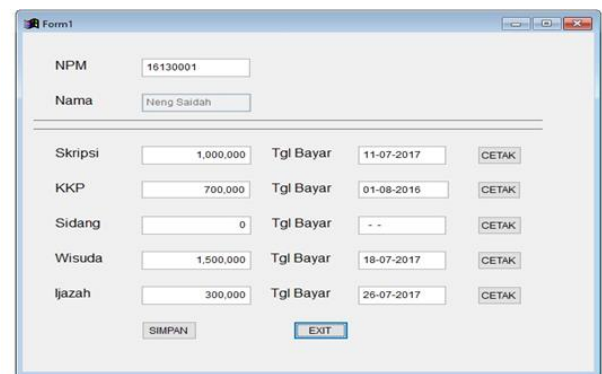 Form1
NPM 16130001
Nama Neng Saidah
Skripsi 1,000,000 Tgl Bayar 11-07-2017 CETAK
KKP 700,000 Tgl Bayar 01-08-2016 CETAK
Sidang 0 Tgl Bayar - - CETAK
Wisuda 1,500,000 Tgl Bayar 18-07-2017 CETAK
Ijazah 300,000 Tgl Bayar 26-07-2017 CETAK
SIMPAN EXIT